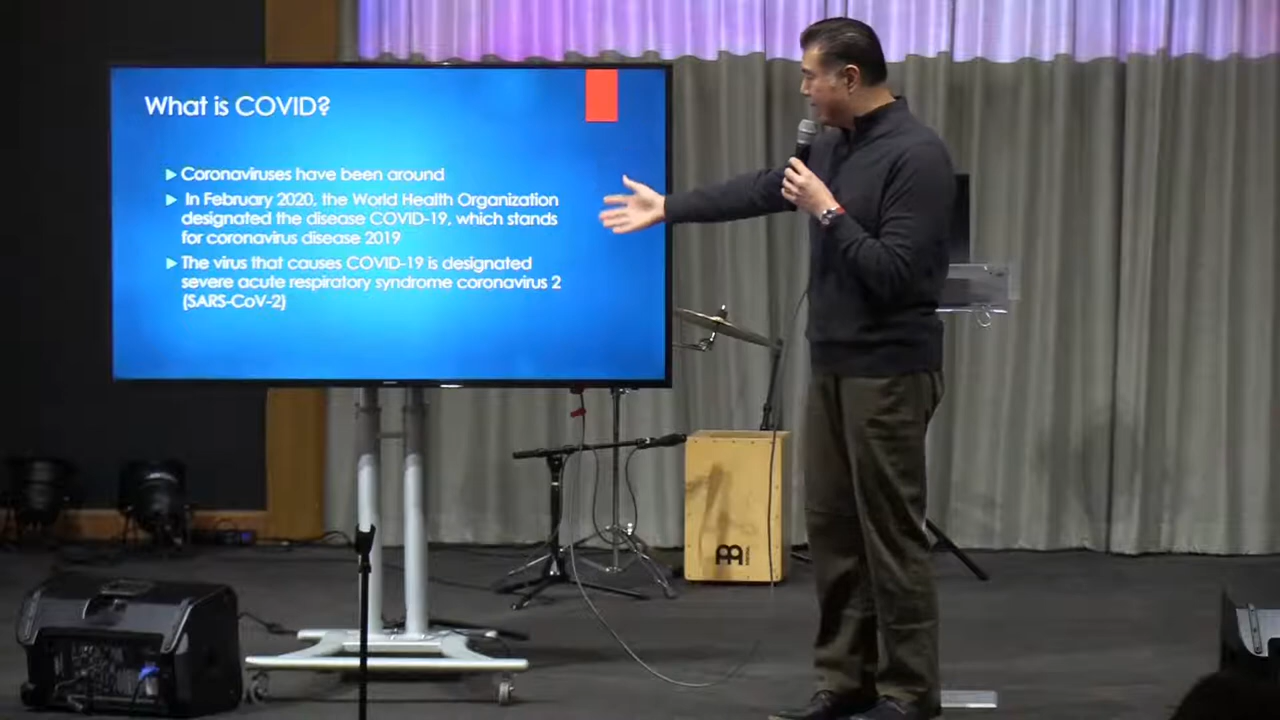 What is COVID?
Coronaviruses have been around
In February 2020, the World Health Organization
designated the disease COVID-19, which stands
for coronavirus disease 2019
The virus that causes COVID-19 is designated
severe acute respiratory syndrome coronavirus 2
(SARS-CoV-2)